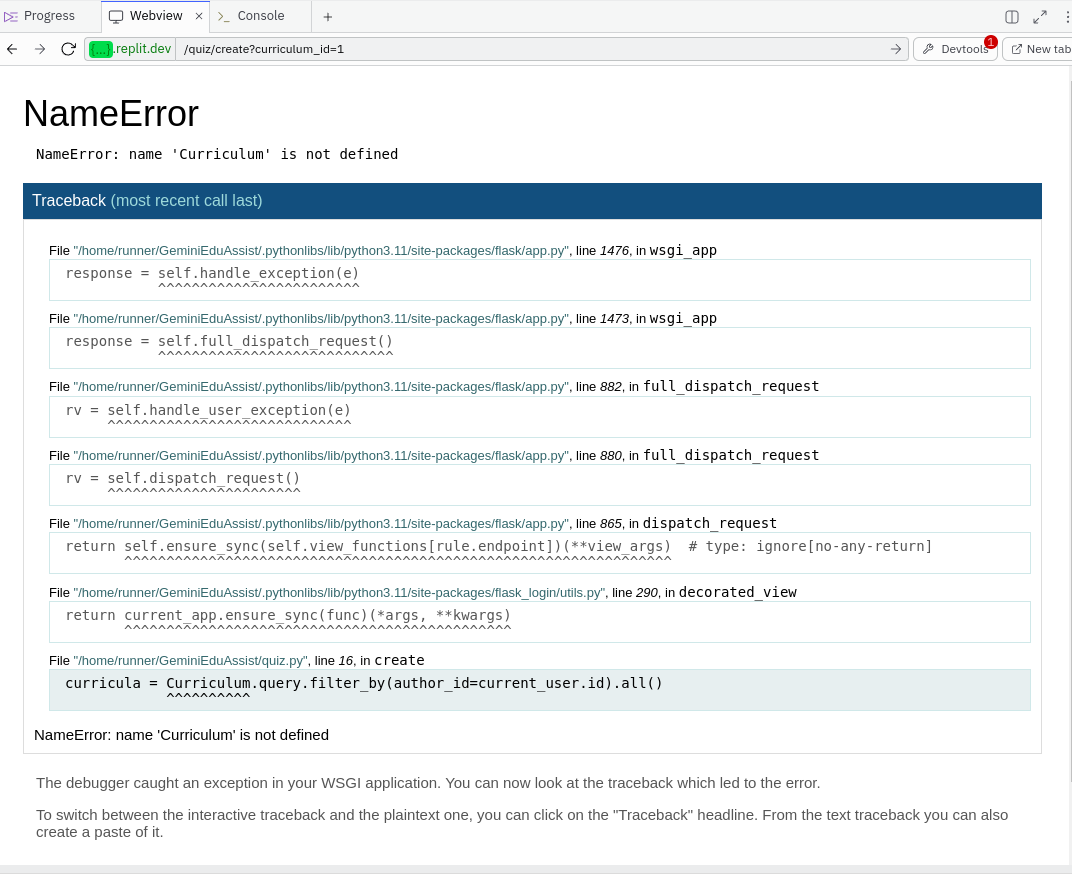 Progress
Webview
Console
{...}.replit.dev /quiz/create?curriculum_id=1
Devtools 1
New tab
NameError
NameError: name 'Curriculum' is not defined
Traceback (most recent call last)
File "/home/runner/GeminiEduAssist/.pythonlibs/lib/python3.11/site-packages/flask/app.py", line 1476, in wsgi_app
response = self.handle_exception(e)
^^^^^^^^^^^^^^^^^^^^^^^^
File "/home/runner/GeminiEduAssist/.pythonlibs/lib/python3.11/site-packages/flask/app.py", line 1473, in wsgi_app
response = self.full_dispatch_request()
^^^^^^^^^^^^^^^^^^^^^^^^^^^^
File "/home/runner/GeminiEduAssist/.pythonlibs/lib/python3.11/site-packages/flask/app.py", line 882, in full_dispatch_request
rv = self.handle_user_exception(e)
^^^^^^^^^^^^^^^^^^^^^^^^^^^^^
File "/home/runner/GeminiEduAssist/.pythonlibs/lib/python3.11/site-packages/flask/app.py", line 880, in full_dispatch_request
rv = self.dispatch_request()
^^^^^^^^^^^^^^^^^^^^^^^
File "/home/runner/GeminiEduAssist/.pythonlibs/lib/python3.11/site-packages/flask/app.py", line 865, in dispatch_request
return self.ensure_sync(self.view_functions[rule.endpoint])(**view_args)  # type: ignore[no-any-return]
^^^^^^^^^^^^^^^^^^^^^^^^^^^^^^^^^^^^^^^^^^^^^^^^^^^^^^^^^^^^^^^^^
File "/home/runner/GeminiEduAssist/.pythonlibs/lib/python3.11/site-packages/flask_login/utils.py", line 290, in decorated_view
return current_app.ensure_sync(func)(*args, **kwargs)
^^^^^^^^^^^^^^^^^^^^^^^^^^^^^^^^^^^^^^^^^^^^^^
File "/home/runner/GeminiEduAssist/quiz.py", line 16, in create
curricula = Curriculum.query.filter_by(author_id=current_user.id).all()
^^^^^^^^^^
NameError: name 'Curriculum' is not defined
The debugger caught an exception in your WSGI application. You can now look at the traceback which led to the error.
To switch between the interactive traceback and the plaintext one, you can click on the "Traceback" headline. From the text traceback you can also
create a paste of it.